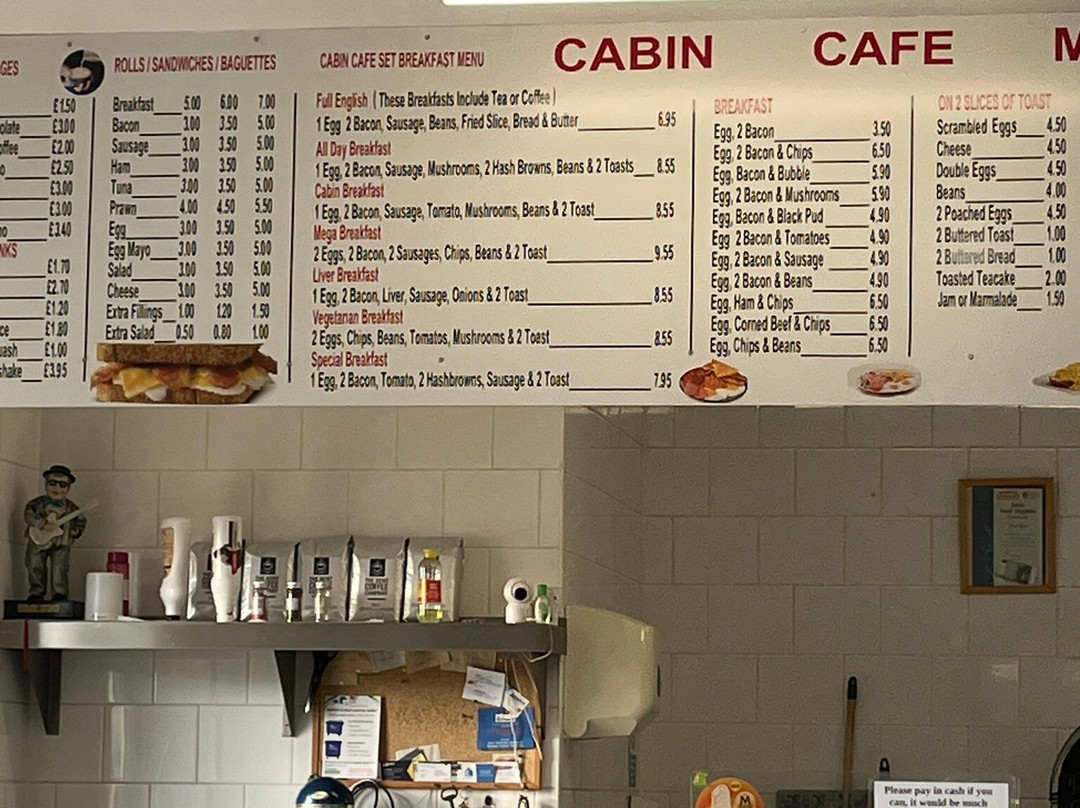 CABIN CAFE M
GES
£1.50
olate £3.00
offee £2.00
o £2.50
£3.00
£3.00
no £3.40
NKS
£1.70
£2.70
£1.20
ce £1.80
uash £1.00
shake £3.95
ROLLS / SANDWICHES / BAGUETTES
Breakfast 5.00 6.00 7.00
Bacon 3.00 3.50 5.00
Sausage 3.00 3.50 5.00
Ham 3.00 3.50 5.00
Tuna 3.00 3.50 5.00
Prawn 4.00 4.50 5.50
Egg 3.00 3.50 5.00
Egg Mayo 3.00 3.50 5.00
Salad 3.00 3.50 5.00
Cheese 3.00 3.50 5.00
Extra Fillings 1.00 1.20 1.50
Extra Salad 0.50 0.80 1.00
CABIN CAFE SET BREAKFAST MENU
Full English ( These Breakfasts Include Tea or Coffee )
1 Egg 2 Bacon, Sausage, Beans, Fried Slice, Bread & Butter 6.95
All Day Breakfast
1 Egg, 2 Bacon, Sausage, Mushrooms, 2 Hash Browns, Beans & 2 Toasts 8.55
Cabin Breakfast
1 Egg, 2 Bacon, Sausage, Tomato, Mushrooms, Beans & 2 Toast 8.55
Mega Breakfast
2 Eggs, 2 Bacon, 2 Sausages, Chips, Beans & 2 Toast 9.55
Liver Breakfast
1 Egg, 2 Bacon, Liver, Sausage, Onions & 2 Toast 8.55
Vegetarian Breakfast
2 Eggs, Chips, Beans, Tomatos, Mushrooms & 2 Toast 8.55
Special Breakfast
1 Egg, 2 Bacon, Tomato, 2 Hashbrowns, Sausage & 2 Toast 7.95
BREAKFAST
Egg, 2 Bacon 3.50
Egg, 2 Bacon & Chips 6.50
Egg, Bacon & Bubble 5.90
Egg, 2 Bacon & Mushrooms 5.90
Egg, Bacon & Black Pud 4.90
Egg 2 Bacon & Tomatoes 4.90
Egg, 2 Bacon & Sausage 4.90
Egg, 2 Bacon & Beans 4.90
Egg, Ham & Chips 6.50
Egg, Corned Beef & Chips 6.50
Egg, Chips & Beans 6.50
ON 2 SLICES OF TOAST
Scrambled Eggs 4.50
Cheese 4.50
Double Eggs 4.50
Beans 4.00
2 Poached Eggs 4.50
2 Buttered Toast 1.00
2 Buttered Bread 1.00
Toasted Teacake 2.00
Jam or Marmalade 1.50
COFFEE
COMPANY
Please pay in cash if you
can, it would be much